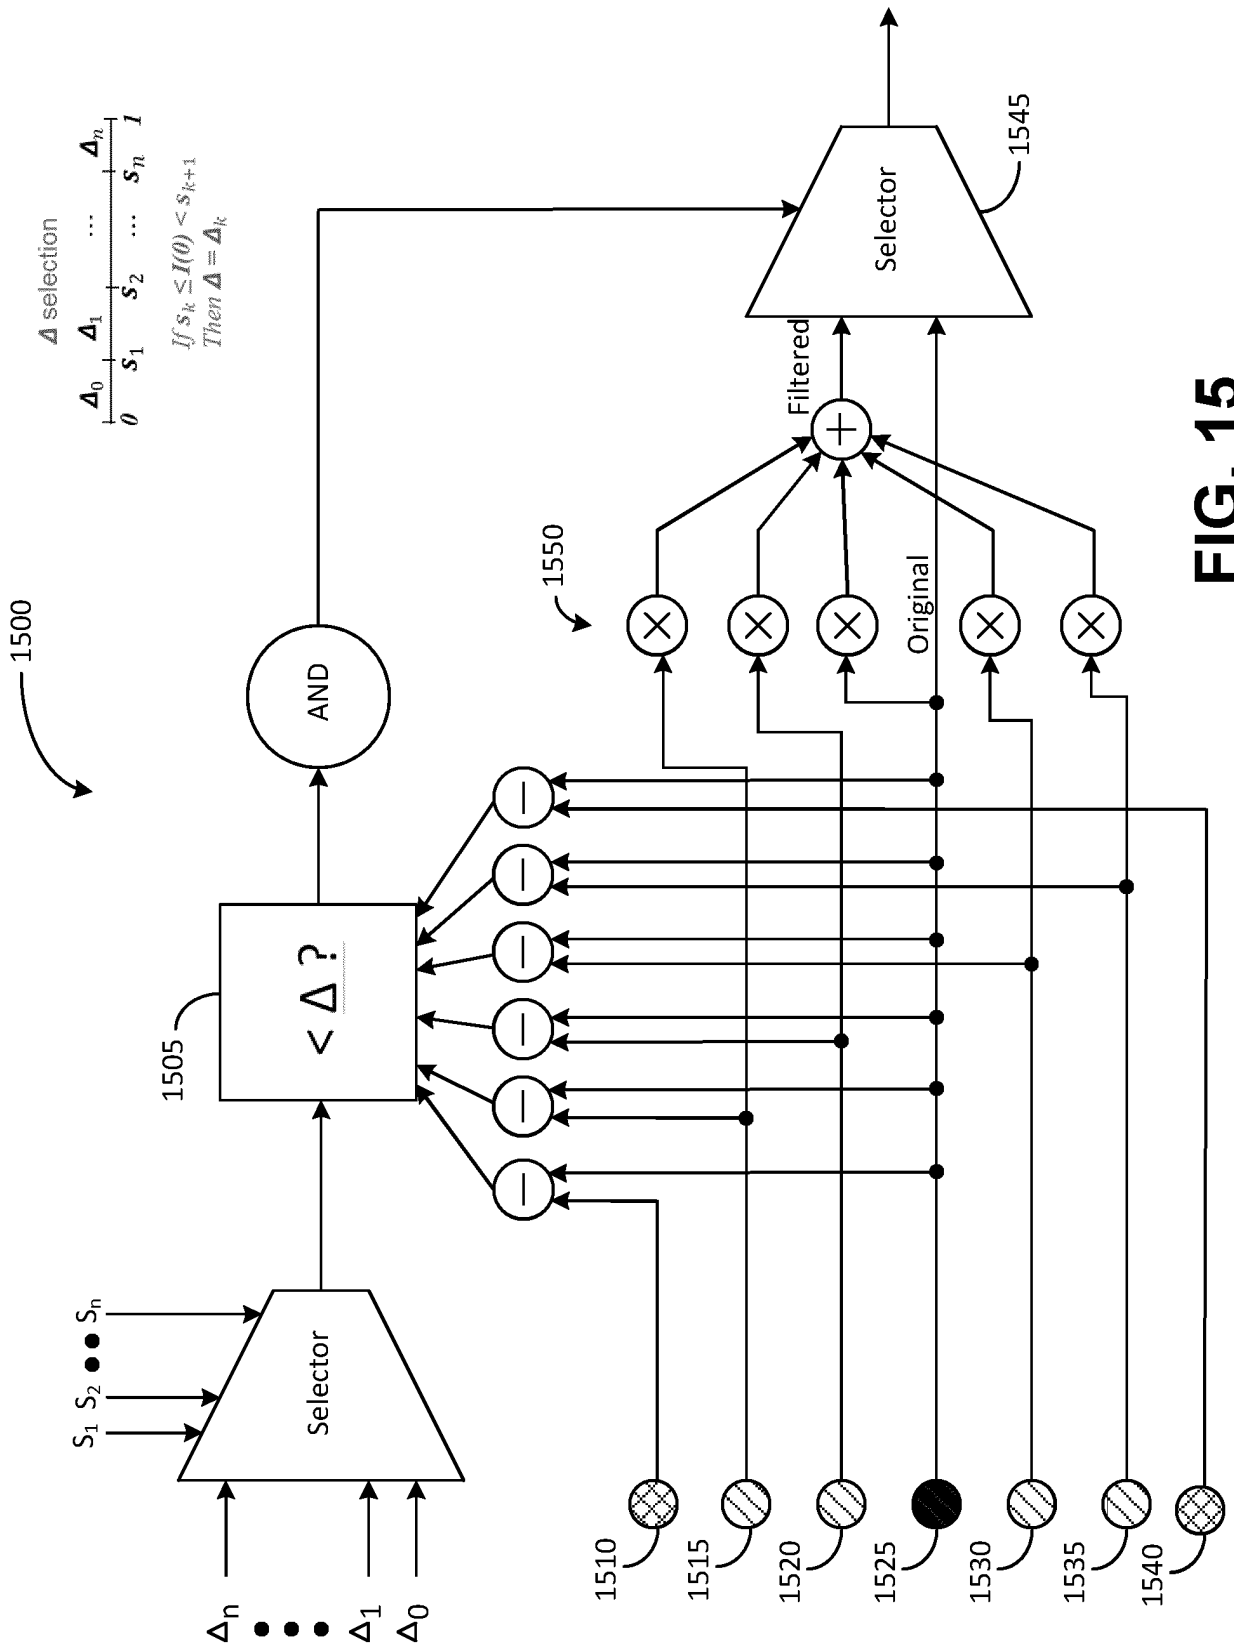 1500
Δ selection
Δ0 Δ1 ... Δn
0 s1 s2 ... sn 1
If sk ≤ I(0) < sk+1
Then Δ = Δk
S1 S2 Sn
Δn
Δ1
Δ0
Selector
1505
< Δ ?
AND
1510
1515
1520
1525
1530
1535
1540
1550
Original
Filtered
Selector
1545
FIG. 15